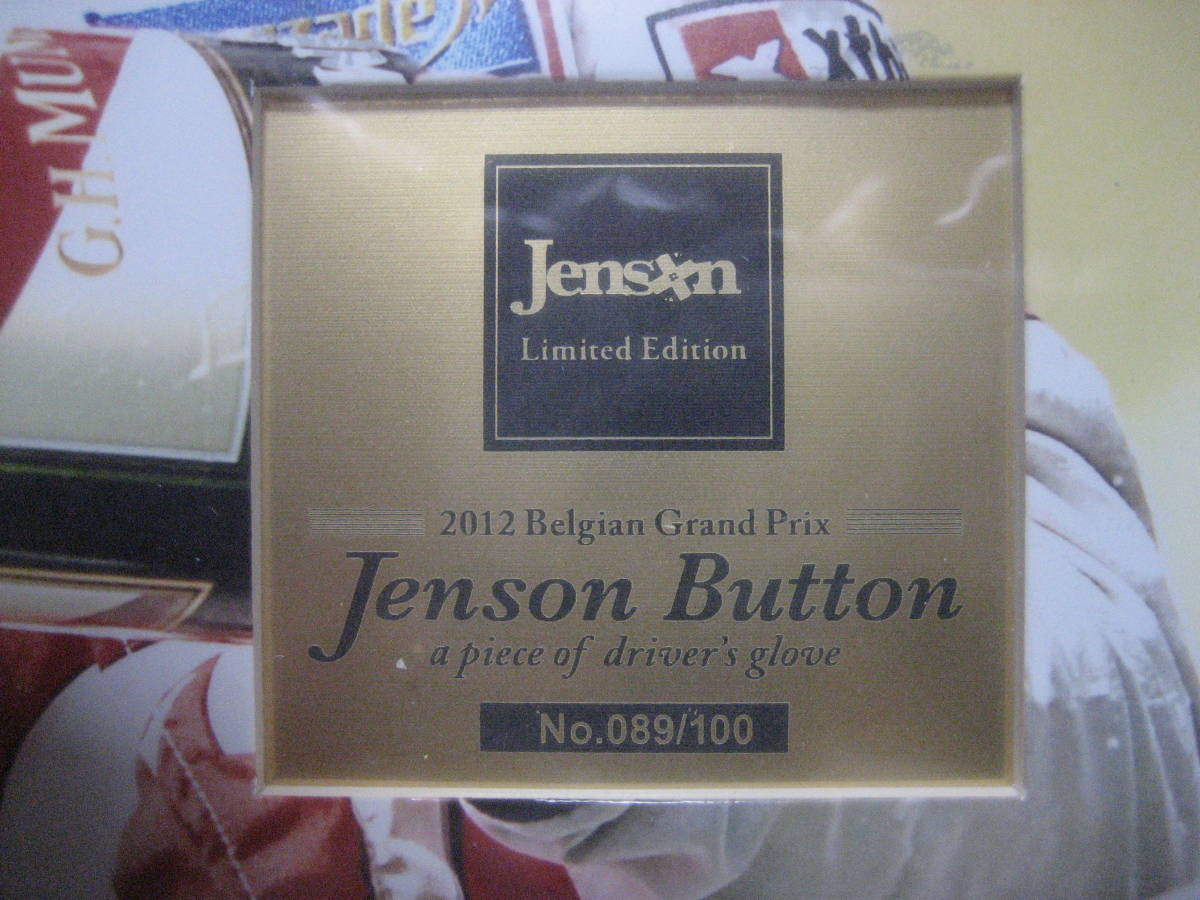 G.H.MUM
Jenson
Limited Edition
2012 Belgian Grand Prix
Jenson Button
a piece of driver's glove
No.089/100